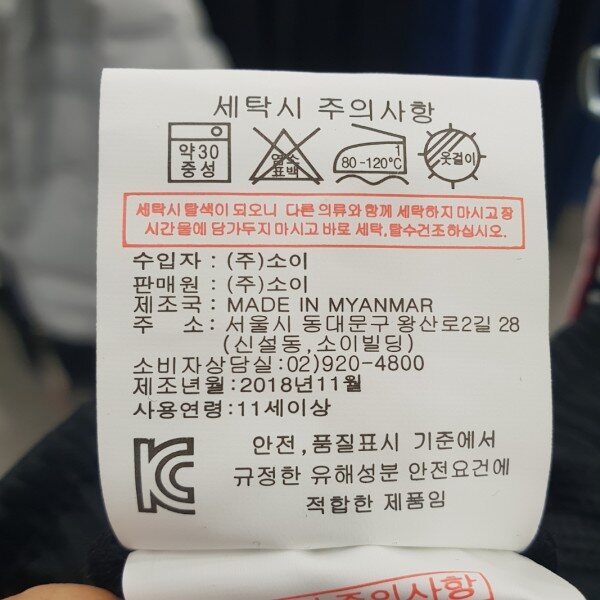 세탁시 주의사항
약30
중성
염소
표백
1
80-120°C
옷걸이
세탁시 탈색이 되오니 다른 의류와 함께 세탁하지 마시고 장
시간 물에 담가두지 마시고 바로 세탁,탈수건조 하십시오.
수입자 : (주)소이
판매원 : (주)소이
제조국 : MADE IN MYANMAR
주 소: 서울시 동대문구 왕산로2길 28
(신설동,소이빌딩)
소비자상담실:02)920-4800
제조년월:2018년11월
사용연령:11세이상
안전,품질표시 기준에서
규정한 유해성분 안전요건에
적합한 제품임
주의사항